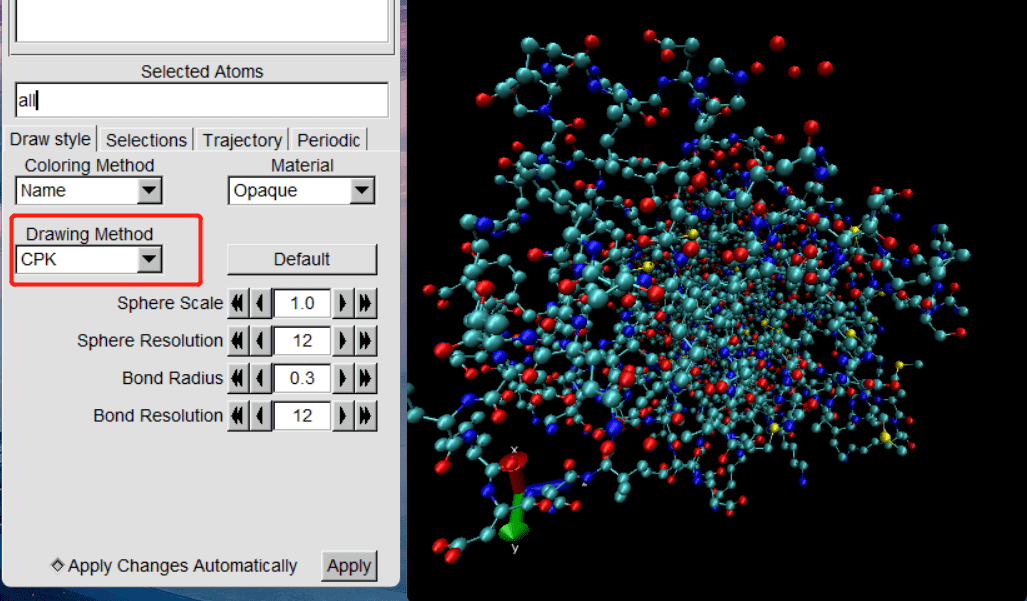 Selected Atoms
all
Draw style Selections Trajectory Periodic
Coloring Method Material
Name Opaque
Drawing Method
CPK Default
Sphere Scale 1.0
Sphere Resolution 12
Bond Radius 0.3
Bond Resolution 12
Apply Changes Automatically Apply
x
y